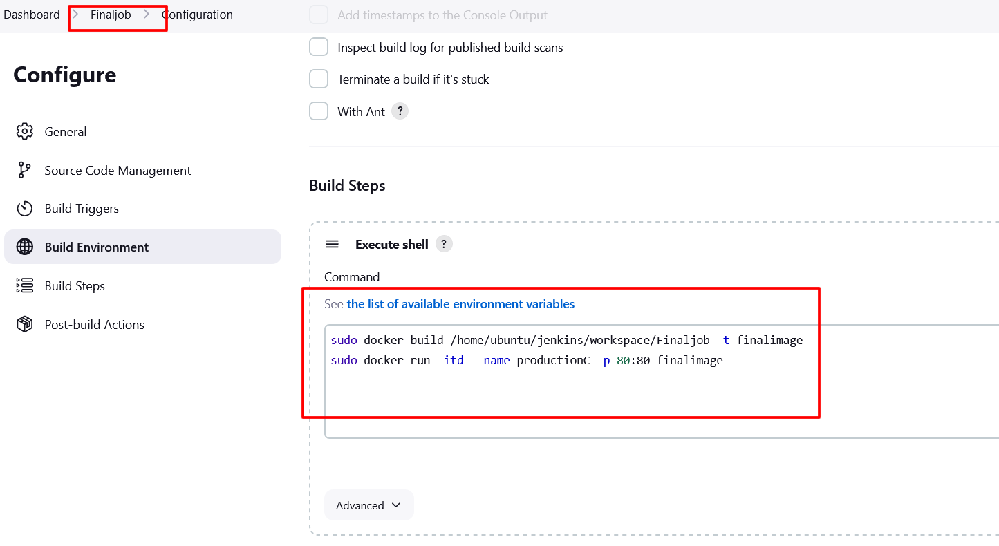 Dashboard > Finaljob > Configuration
Add timestamps to the Console Output
Inspect build log for published build scans
Terminate a build if it's stuck
With Ant ?
Configure
General
Source Code Management
Build Triggers
Build Environment
Build Steps
Post-build Actions
Build Steps
Execute shell ?
Command
See the list of available environment variables
sudo docker build /home/ubuntu/jenkins/workspace/Finaljob -t finalimage
sudo docker run -itd --name productionC -p 80:80 finalimage
Advanced